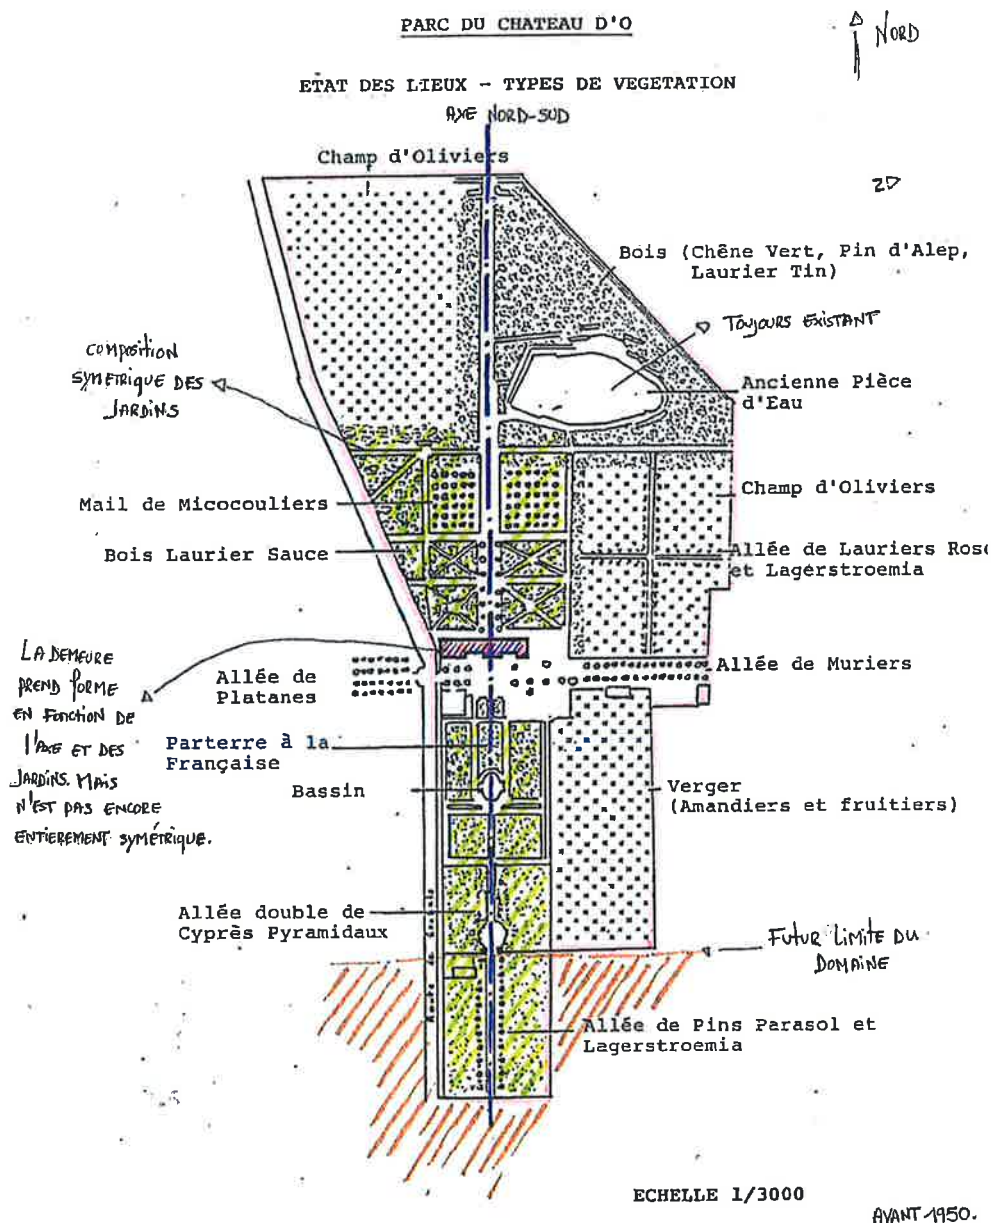 PARC DU CHATEAU D'O
NORD
ETAT DES LIEUX - TYPES DE VEGETATION
AXE NORD-SUD
Champ d'Oliviers
Bois (Chêne Vert, Pin d'Alep,
Laurier Tin)
TOUJOURS EXISTANT
COMPOSITION
SYMETRIQUE DES
JARDINS
Ancienne Pièce
d'Eau
Mail de Micocouliers
Champ d'Oliviers
Bois Laurier Sauce
Allée de Lauriers Rose
et Lagerstroemia
LA DEMEURE
PREND FORME
EN FONCTION DE
L'AXE ET DES
JARDINS. MAIS
N'EST PAS ENCORE
ENTIEREMENT SYMÉTRIQUE.
Allée de
Platanes
Allée de Muriers
Parterre à la
Française
Bassin
Verger
(Amandiers et fruitiers)
Allée double de
Cyprès Pyramidaux
FUTUR LIMITE DU
DOMAINE
Route de
Allée de Pins Parasol et
Lagerstroemia
ECHELLE 1/3000
AVANT 1950.